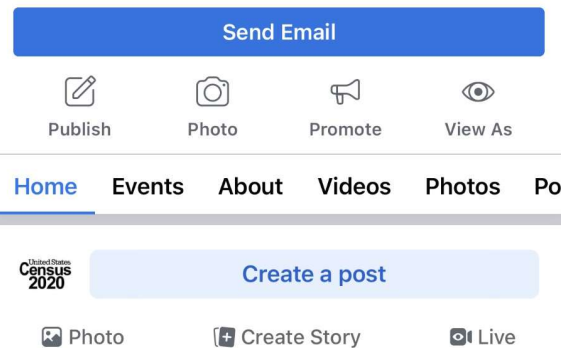 Send Email
Publish Photo Promote View As
Home Events About Videos Photos Po
United States
Census
2020
Create a post
Photo Create Story Live